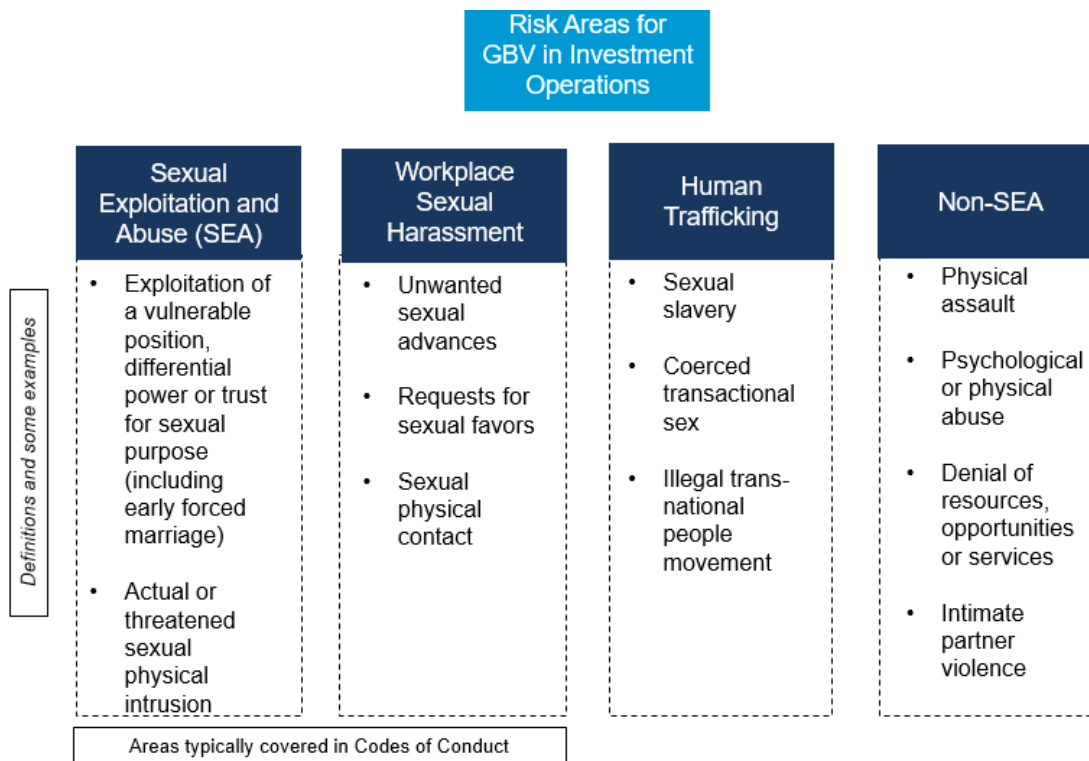 Risk Areas for
GBV in Investment
Operations
Sexual
Exploitation and
Abuse (SEA)
Workplace
Sexual
Harassment
Human
Trafficking
Non-SEA
Definitions and some examples
• Exploitation of
a vulnerable
position,
differential
power or trust
for sexual
purpose
(including
early forced
marriage)
• Actual or
threatened
sexual
physical
intrusion
• Unwanted
sexual
advances
• Requests for
sexual favors
• Sexual
physical
contact
• Sexual
slavery
• Coerced
transactional
sex
• Illegal trans-
national
people
movement
• Physical
assault
• Psychological
or physical
abuse
• Denial of
resources,
opportunities
or services
• Intimate
partner
violence
Areas typically covered in Codes of Conduct